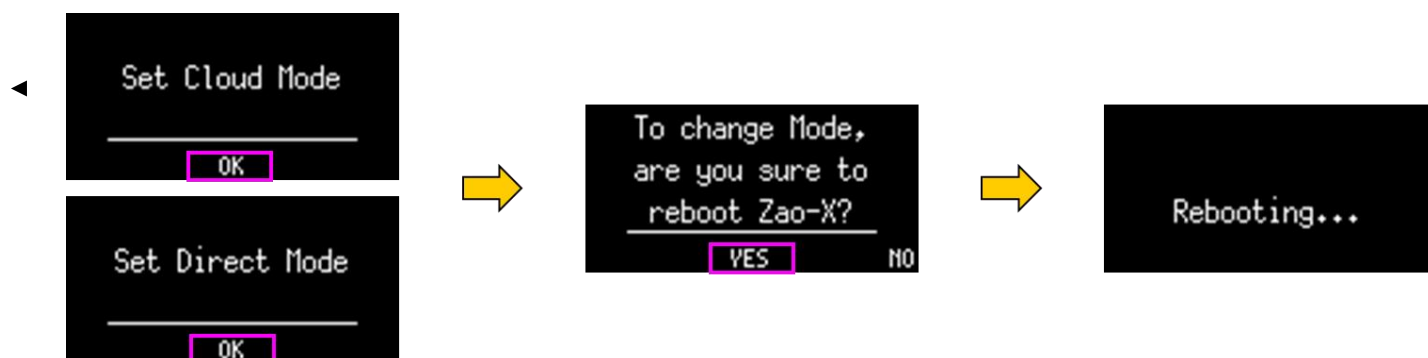 Set Cloud Mode
OK
Set Direct Mode
OK
To change Mode,
are you sure to
reboot Zao-X?
YES NO
Rebooting...